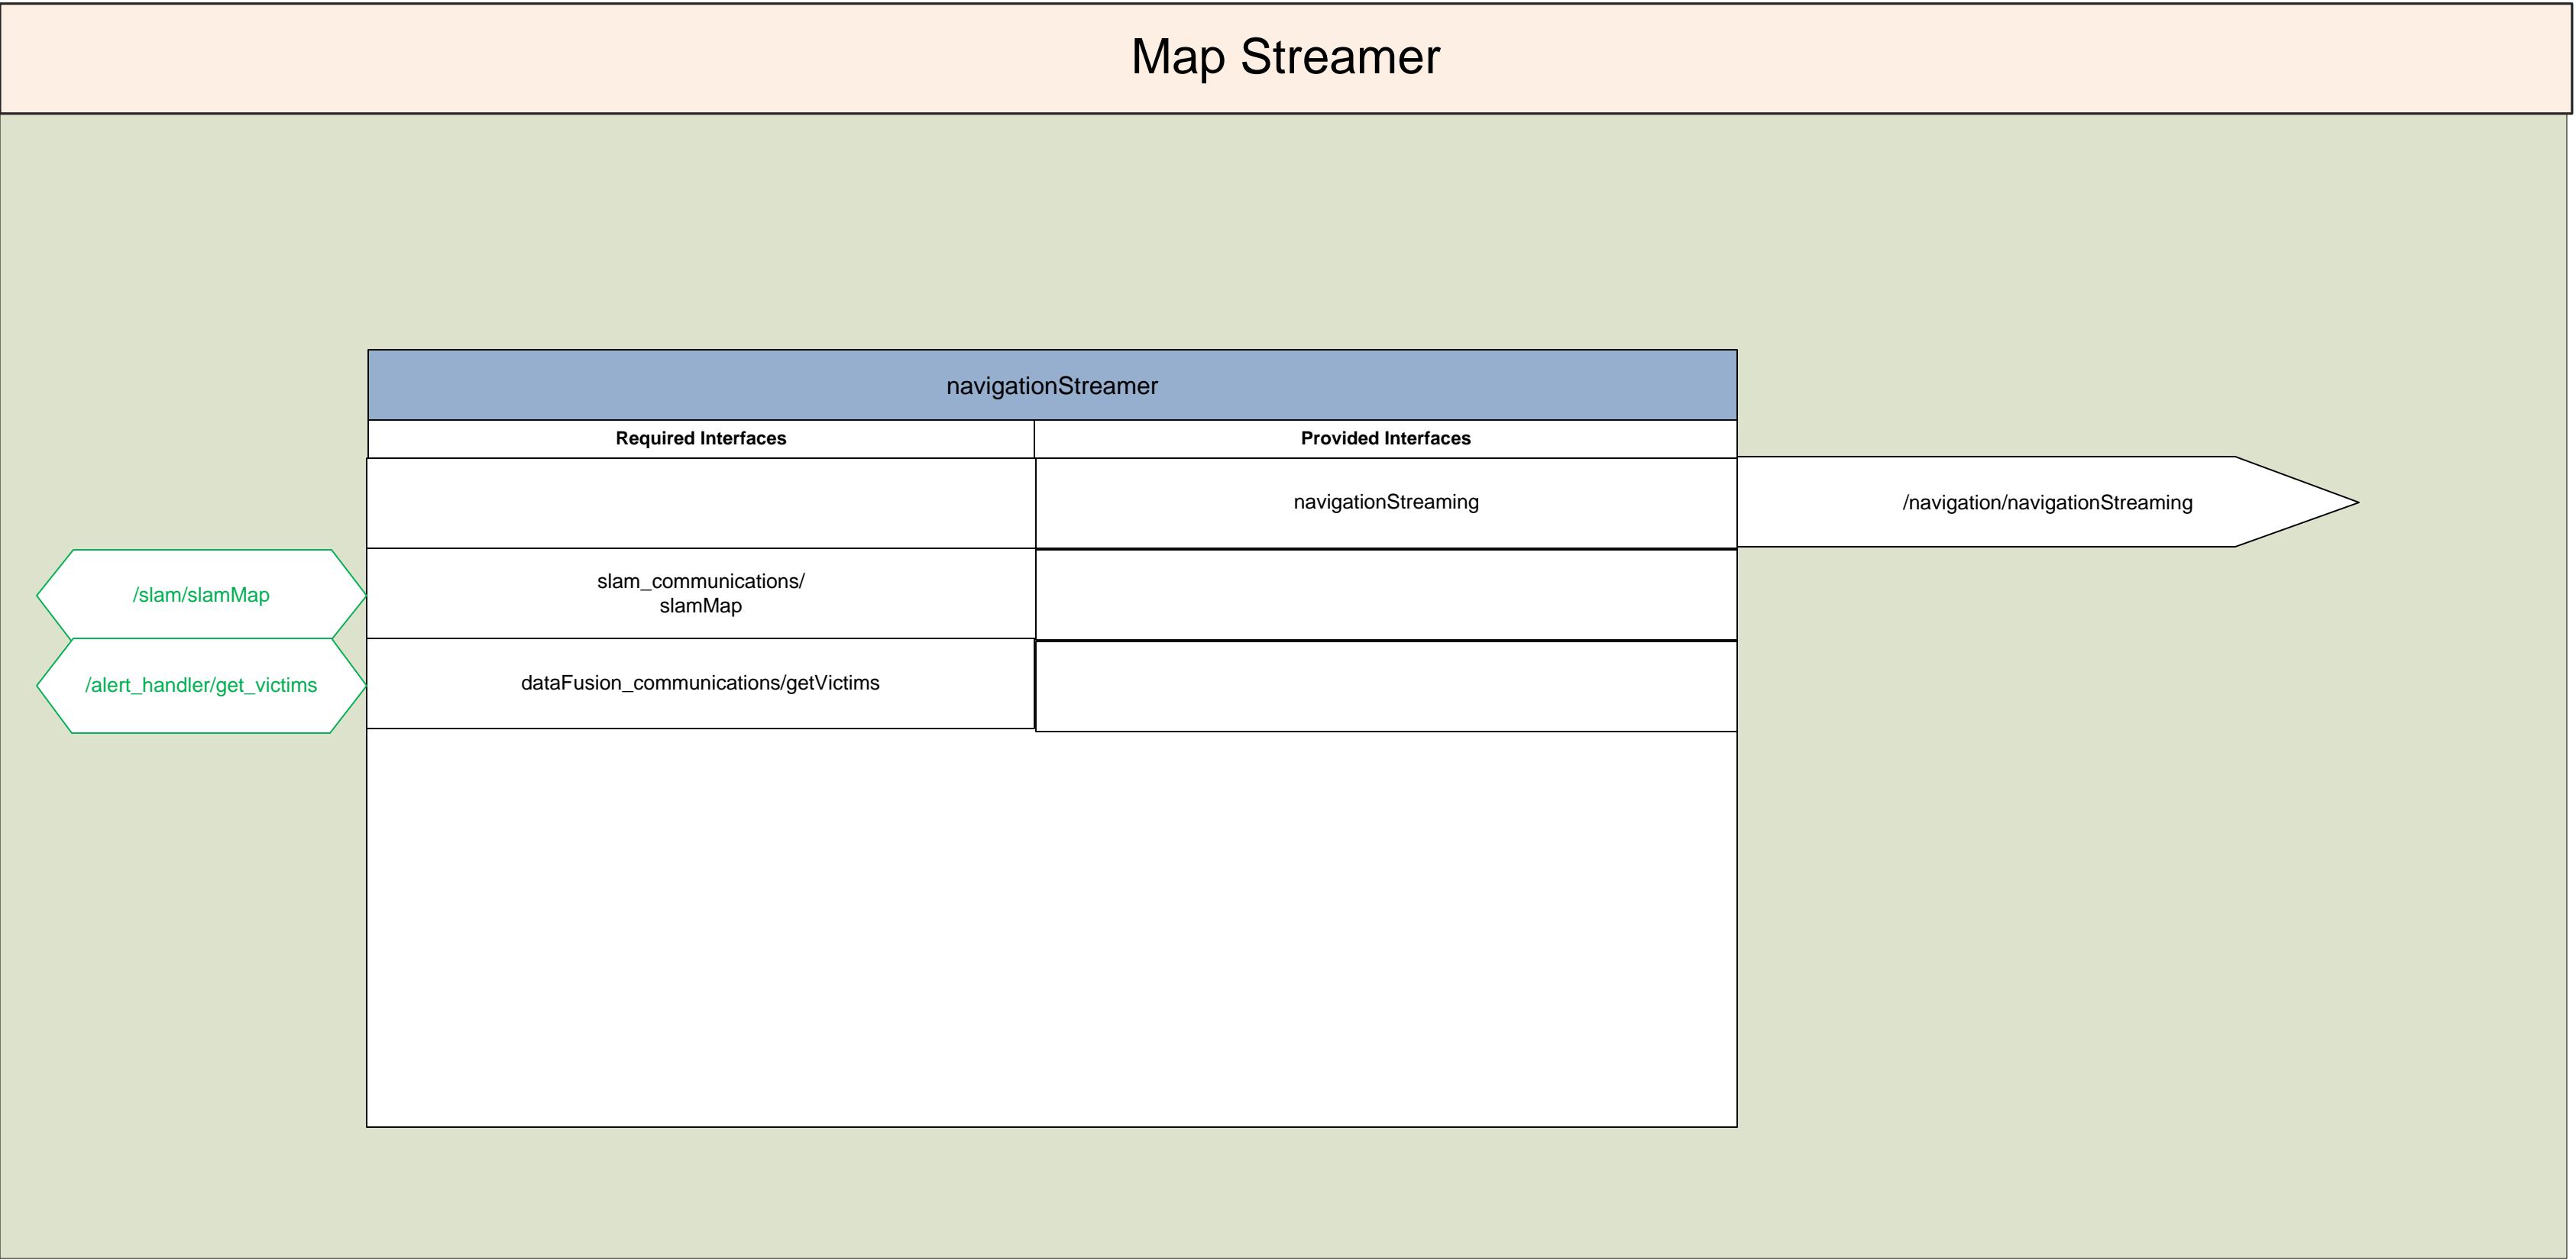 Map Streamer
navigationStreamer
Required Interfaces
Provided Interfaces
navigationStreaming
/navigation/navigationStreaming
/slam/slamMap
slam_communications/
slamMap
/alert_handler/get_victims
dataFusion_communications/getVictims